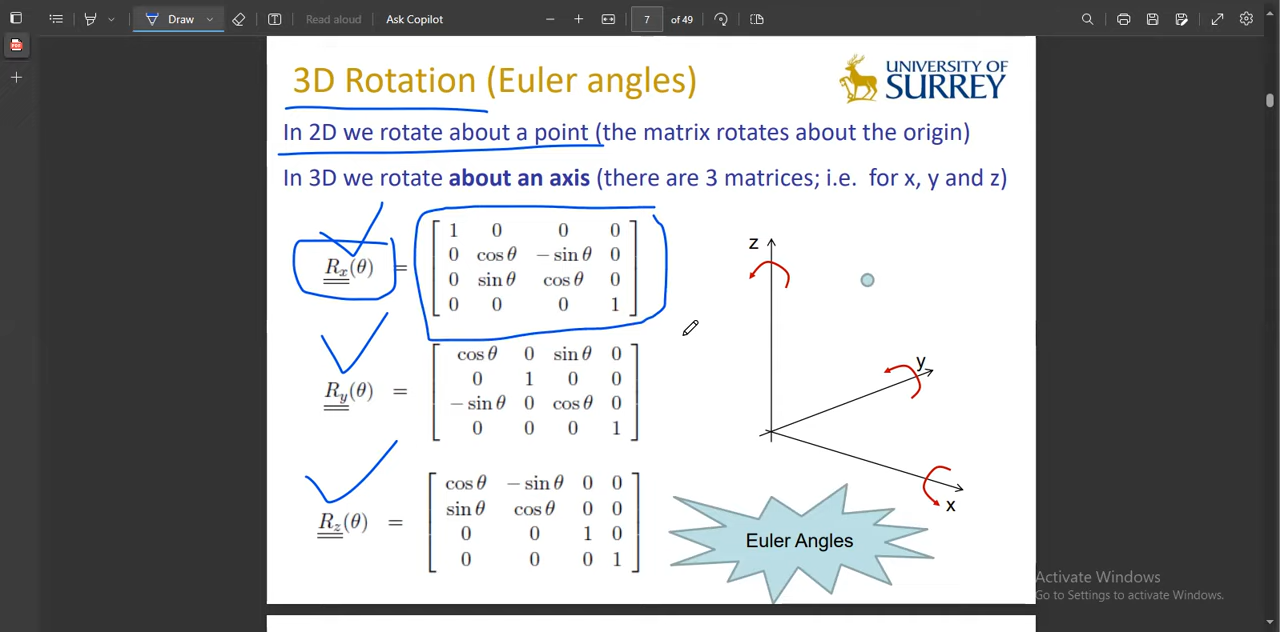 Draw
Read aloud
Ask Copilot
7 of 49
3D Rotation (Euler angles)
UNIVERSITY OF
SURREY
In 2D we rotate about a point (the matrix rotates about the origin)
In 3D we rotate about an axis (there are 3 matrices; i.e. for x, y and z)
Rx(θ) =
1 0 0 0
0 cos θ − sin θ 0
0 sin θ cos θ 0
0 0 0 1
Ry(θ) =
cos θ 0 sin θ 0
0 1 0 0
− sin θ 0 cos θ 0
0 0 0 1
Rz(θ) =
cos θ − sin θ 0 0
sin θ cos θ 0 0
0 0 1 0
0 0 0 1
z
y
x
Euler Angles
Activate Windows
Go to Settings to activate Windows.